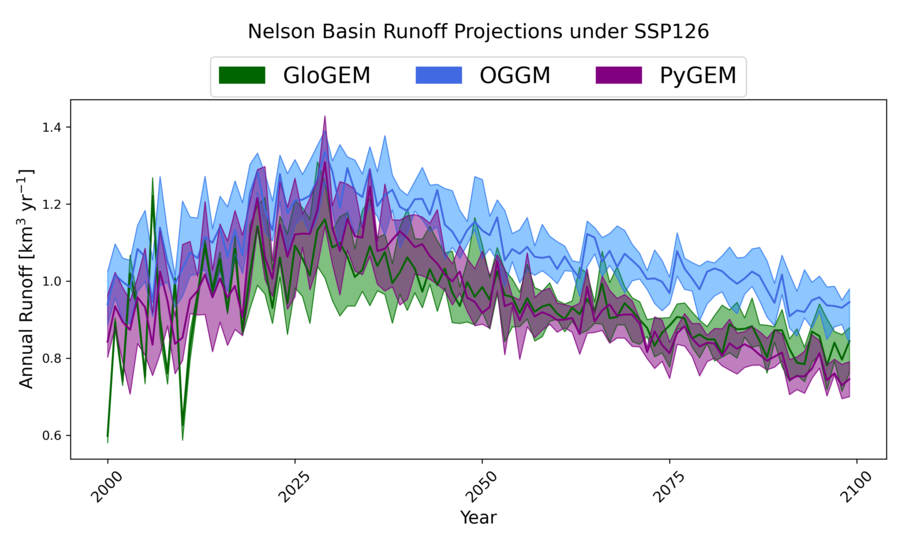 Nelson Basin Runoff Projections under SSP126
GloGEM OGGM PyGEM
Annual Runoff [km³ yr⁻¹]
1.4
1.2
1.0
0.8
0.6
2000 2025 2050 2075 2100
Year